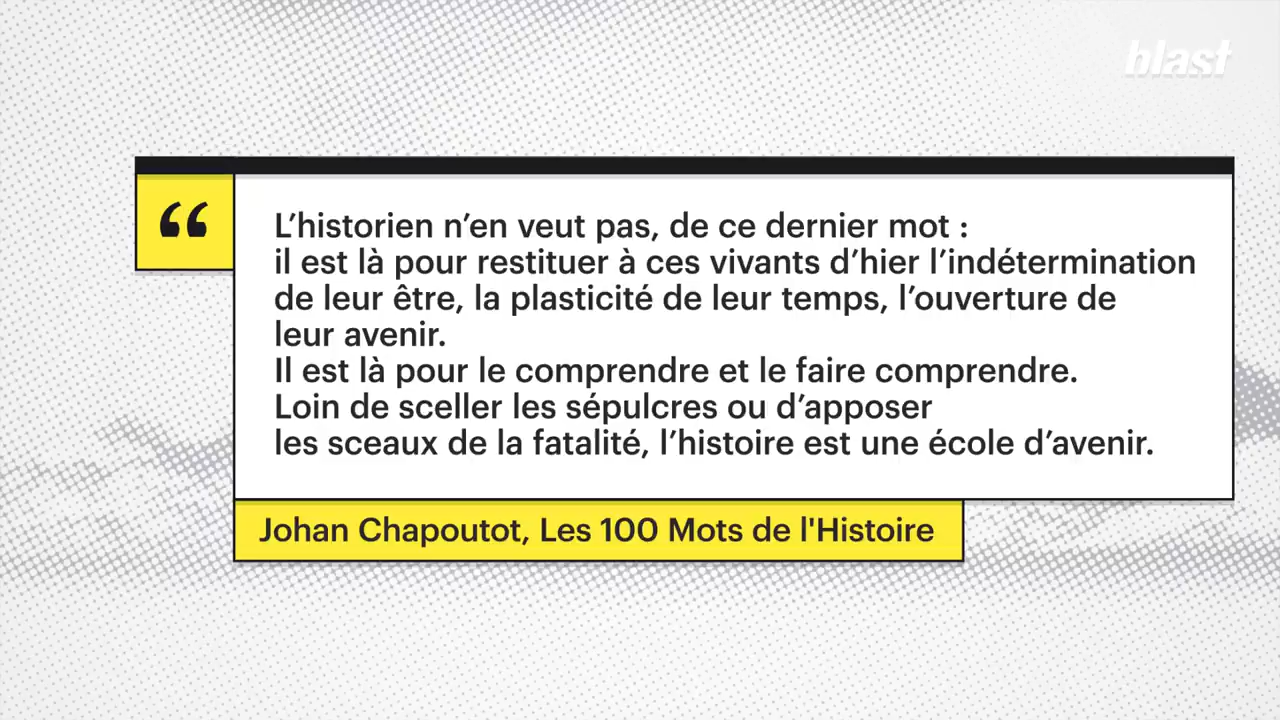 blast
“
L’historien n’en veut pas, de ce dernier mot :
il est là pour restituer à ces vivants d’hier l’indétermination
de leur être, la plasticité de leur temps, l’ouverture de
leur avenir.
Il est là pour le comprendre et le faire comprendre.
Loin de sceller les sépulcres ou d’apposer
les sceaux de la fatalité, l’histoire est une école d’avenir.
Johan Chapoutot, Les 100 Mots de l'Histoire